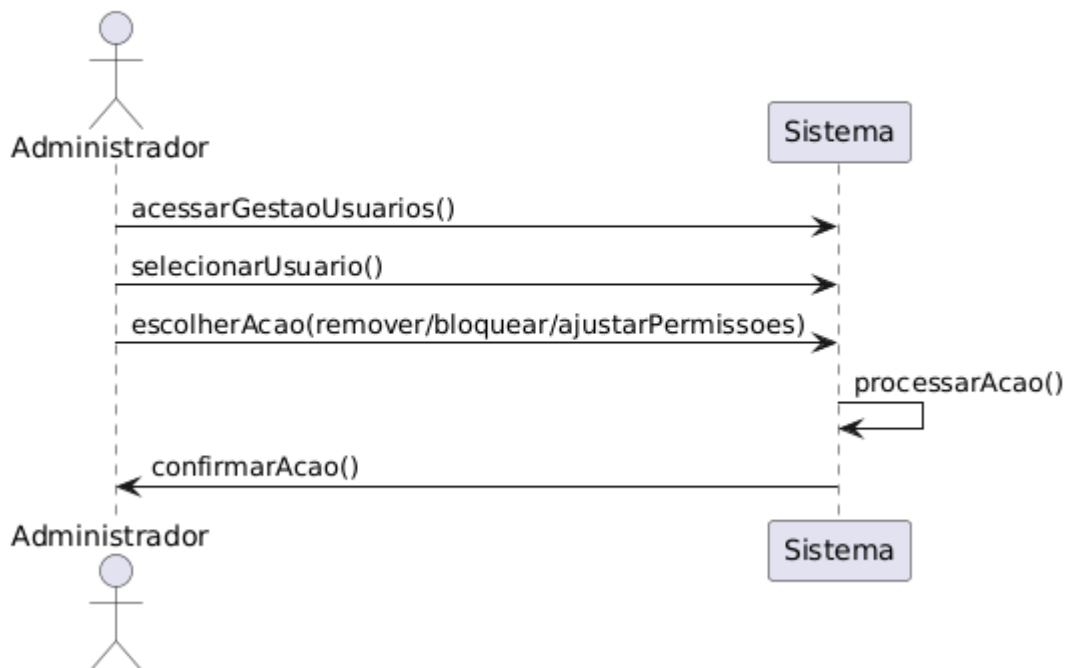 Administrador
Sistema
acessarGestaoUsuarios()
selecionarUsuario()
escolherAcao(remover/bloquear/ajustarPermissoes)
processarAcao()
confirmarAcao()
Administrador
Sistema